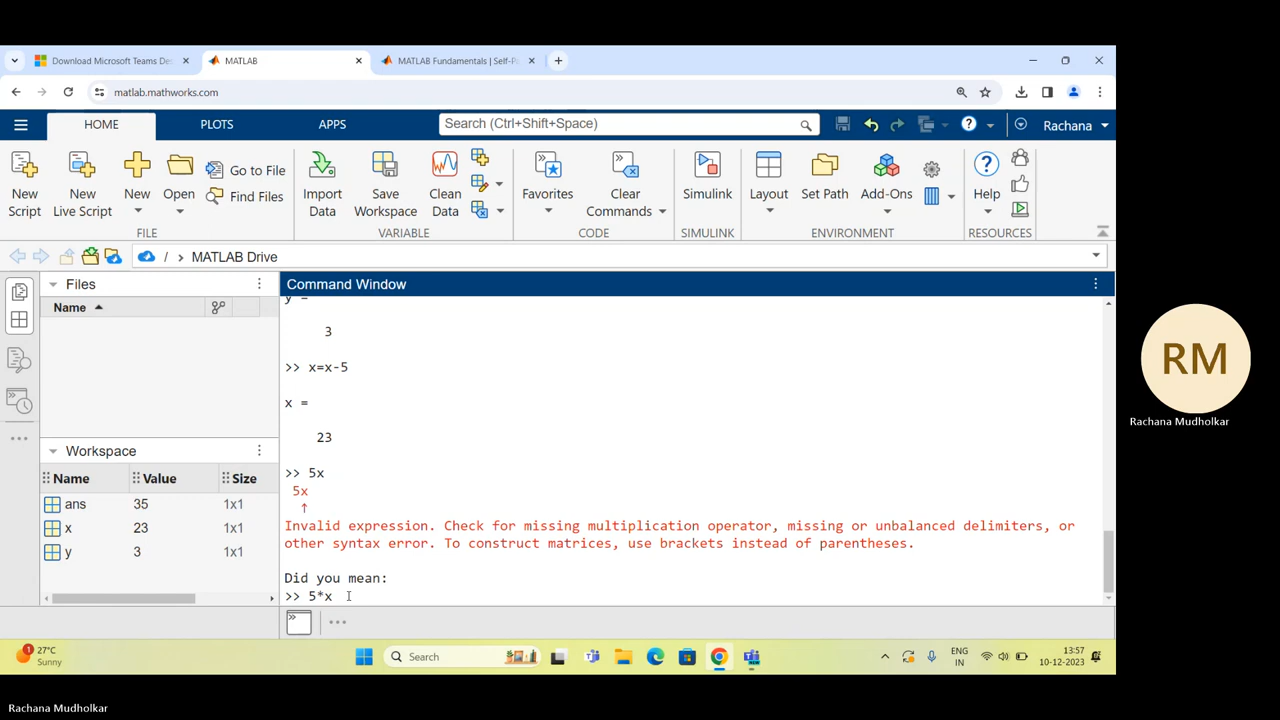 Download Microsoft Teams De
MATLAB
MATLAB Fundamentals | Self-Pa
matlab.mathworks.com
HOME
PLOTS
APPS
Search (Ctrl+Shift+Space)
Rachana
New Script
New Live Script
New
Open
Go to File
Find Files
Import Data
Save Workspace
Clean Data
Favorites
Clear Commands
Simulink
Layout
Set Path
Add-Ons
Help
FILE
VARIABLE
CODE
SIMULINK
ENVIRONMENT
RESOURCES
/ › MATLAB Drive
Files
Name
Command Window
y =
3
>> x=x-5
x =
23
>> 5x
5x
↑
Invalid expression. Check for missing multiplication operator, missing or unbalanced delimiters, or
other syntax error. To construct matrices, use brackets instead of parentheses.
Did you mean:
>> 5*x
Workspace
Name Value Size
ans 35 1x1
x 23 1x1
y 3 1x1
1
27°C
Sunny
Search
ENG
IN
13:57
10-12-2023
RM
Rachana Mudholkar
Rachana Mudholkar